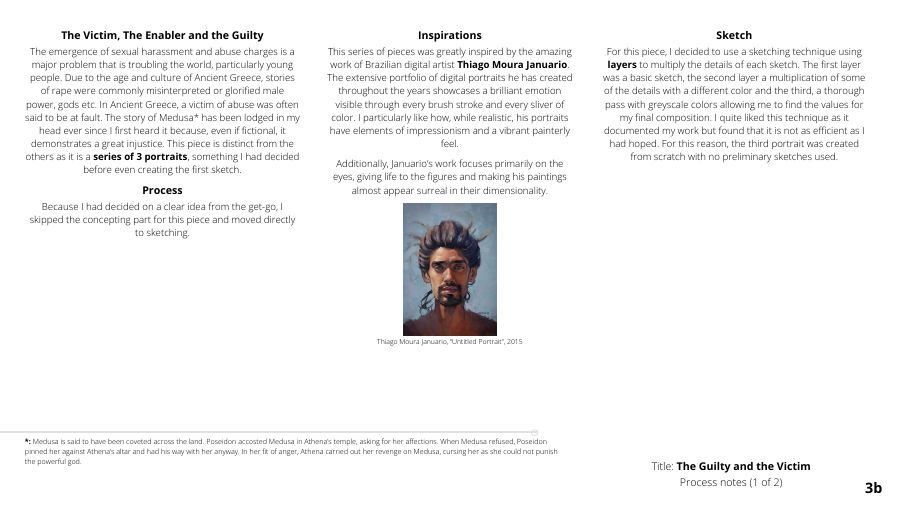 The Victim, The Enabler and the Guilty
The emergence of sexual harassment and abuse charges is a
major problem that is troubling the world, particularly young
people. Due to the age and culture of Ancient Greece, stories
of rape were commonly misinterpreted or glorified male
power, gods etc. In Ancient Greece, a victim of abuse was often
said to be at fault. The story of Medusa* has been lodged in my
head ever since I first heard it because, even if fictional, it
demonstrates a great injustice. This piece is distinct from the
others as it is a series of 3 portraits, something I had decided
before even creating the first sketch.
Process
Because I had decided on a clear idea from the get-go, I
skipped the concepting part for this piece and moved directly
to sketching.
Inspirations
This series of pieces was greatly inspired by the amazing
work of Brazilian digital artist Thiago Moura Januario.
The extensive portfolio of digital portraits he has created
throughout the years showcases a brilliant emotion
visible through every brush stroke and every sliver of
color. I particularly like how, while realistic, his portraits
have elements of impressionism and a vibrant painterly
feel.
Additionally, Januario's work focuses primarily on the
eyes, giving life to the figures and making his paintings
almost appear surreal in their dimensionality.
Thiago Moura Januario, "Untitled Portrait", 2015
Sketch
For this piece, I decided to use a sketching technique using
layers to multiply the details of each sketch. The first layer
was a basic sketch, the second layer a multiplication of some
of the details with a different color and the third, a thorough
pass with greyscale colors allowing me to find the values for
my final composition. I quite liked this technique as it
documented my work but found that it is not as efficient as I
had hoped. For this reason, the third portrait was created
from scratch with no preliminary sketches used.
*: Medusa is said to have been coveted across the land. Poseidon accosted Medusa in Athena's temple, asking for her affections. When Medusa refused, Poseidon
pinned her against Athena's altar and had his way with her anyway. In her fit of anger, Athena carried out her revenge on Medusa, cursing her as she could not punish
the powerful god.
Title: The Guilty and the Victim
Process notes (1 of 2)
3b